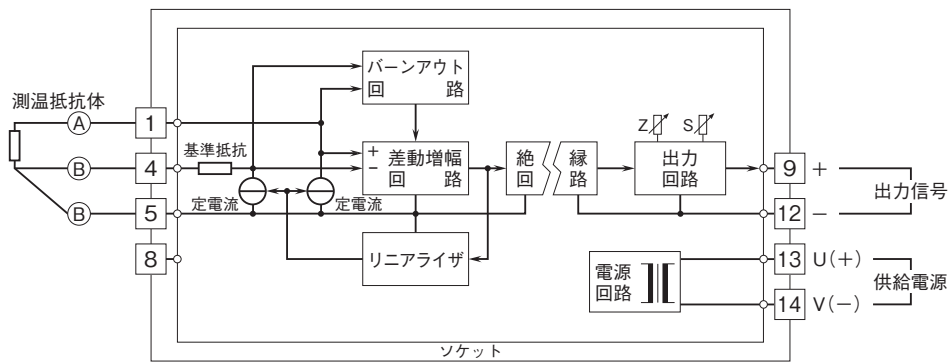 測温抵抗体
A
B
B
1
4
5
8
基準抵抗
定電流
定電流
バーンアウト
回 路
+
−
差動増幅
回 路
リニアライザ
絶 縁
回 路
Z
S
出力
回路
電源
回路
9
+
12
−
出力信号
13
U(+)
14
V(−)
供給電源
ソケット